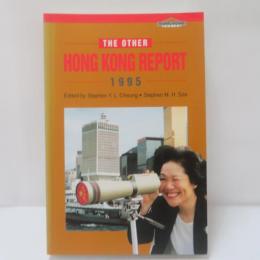 THE OTHER
HONG KONG REPORT
1995
Edited by Stephen Y. L. Cheung • Stephen M. H. Sze